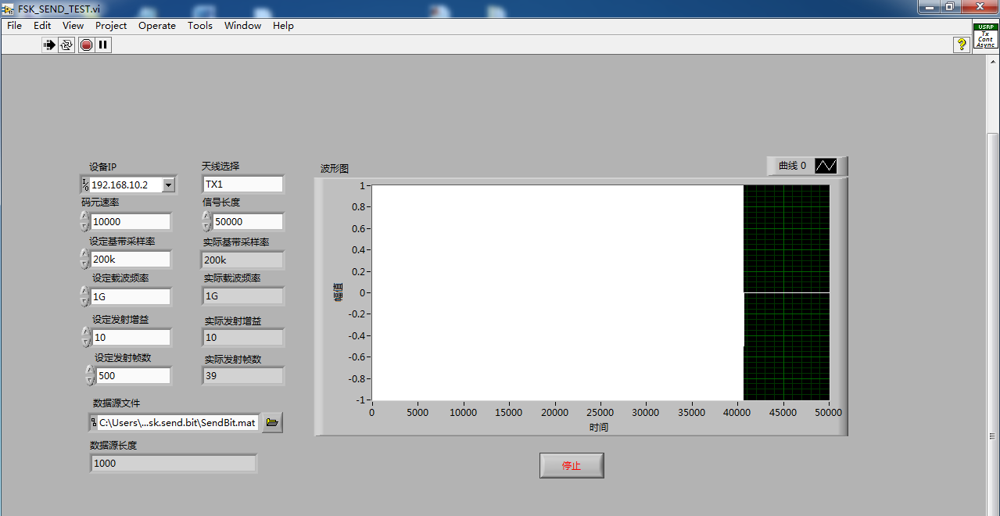 FSK_SEND_TEST.vi
File Edit View Project Operate Tools Window Help
USRP
Tx
Cont
Async
设备IP
192.168.10.2
天线选择
TX1
码元速率
10000
信号长度
50000
设定基带采样率
200k
实际基带采样率
200k
设定载波频率
1G
实际载波频率
1G
设定发射增益
10
实际发射增益
10
设定发射帧数
500
实际发射帧数
39
数据源文件
C:\Users\...sk.send.bit\SendBit.mat
数据源长度
1000
波形图
曲线 0
幅值
1
0.8
0.6
0.4
0.2
0
-0.2
-0.4
-0.6
-0.8
-1
0 5000 10000 15000 20000 25000 30000 35000 40000 45000 50000
时间
停止